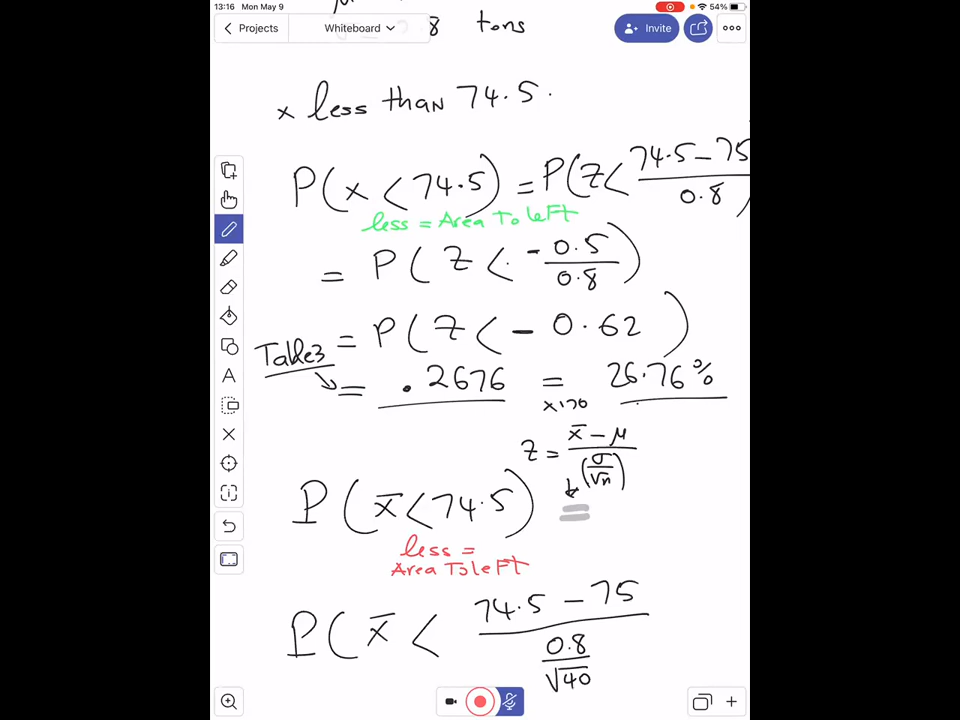 13:16 Mon May 9 54%
Projects Whiteboard Invite
8 tons
x less than 74.5.
P(x < 74.5) = P(Z < 74.5 – 75 / 0.8)
less = Area To left
= P(Z < - 0.5 / 0.8)
= P(Z < - 0.62)
Table3
= .2676 = 26.76%
x100
Z = x̄ – μ / (σ / √n)
P(x̄ < 74.5) =
less =
Area To left
P(x̄ < 74.5 – 75 / 0.8 / √40